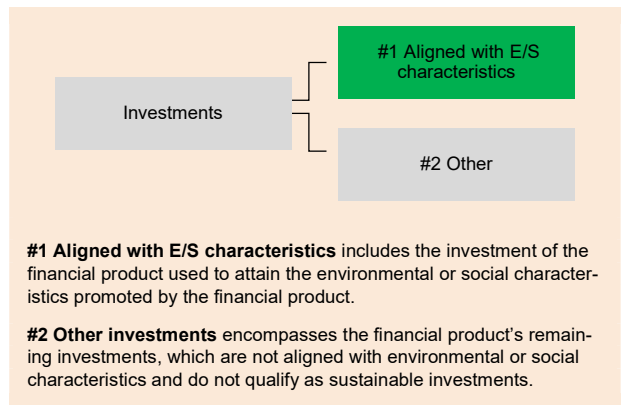 #1 Aligned with E/S
characteristics
Investments
#2 Other
#1 Aligned with E/S characteristics includes the investment of the
financial product used to attain the environmental or social character-
istics promoted by the financial product.
#2 Other investments encompasses the financial product’s remain-
ing investments, which are not aligned with environmental or social
characteristics and do not qualify as sustainable investments.